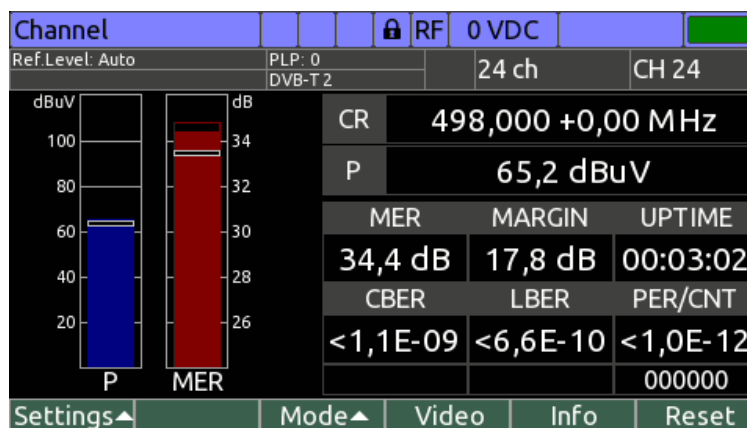 Channel RF 0 VDC
Ref.Level: Auto PLP: 0 24 ch CH 24
DVB-T2
dBuV dB
CR 498,000 +0,00 MHz
100 34
P 65,2 dBuV
80 32
MER MARGIN UPTIME
60 30
34,4 dB 17,8 dB 00:03:02
40 28
CBER LBER PER/CNT
20 26
<1,1E-09 <6,6E-10 <1,0E-12
P MER 000000
Settings▲ Mode▲ Video Info Reset